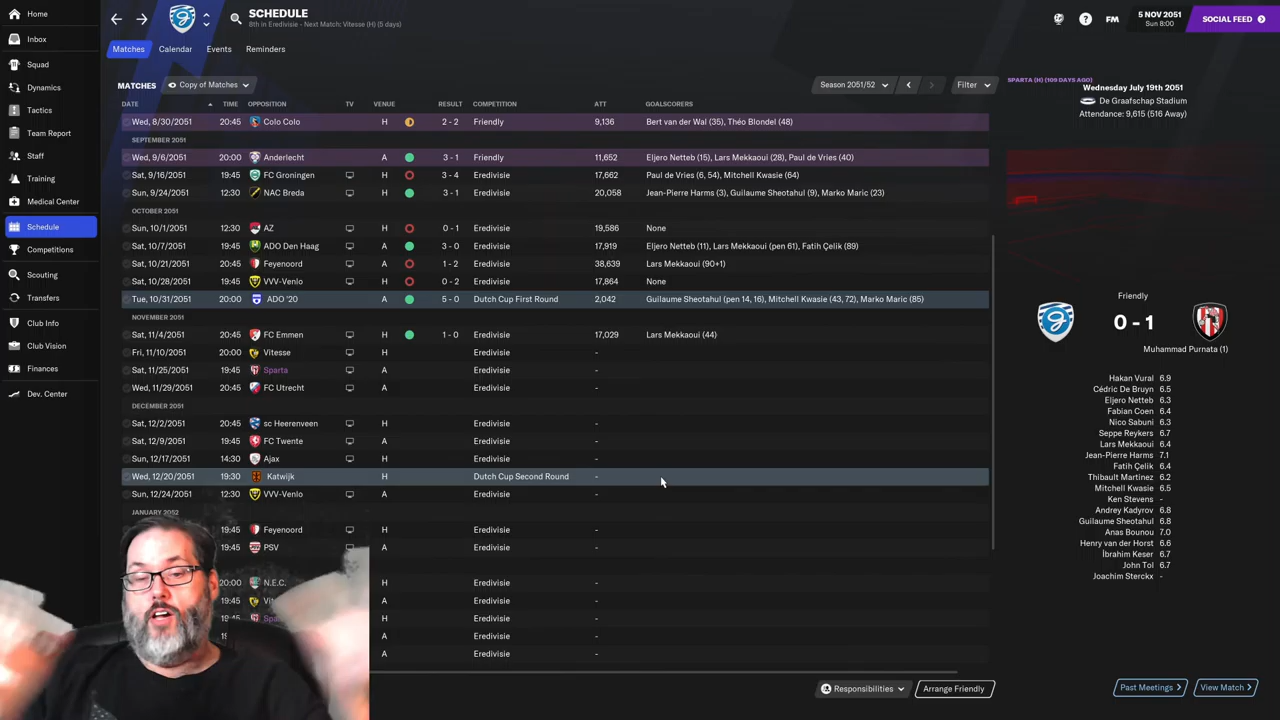 Home
SCHEDULE
8th in Eredivisie - Next Match: Vitesse (H) (5 days)
FM
5 NOV 2051
Sun 8:00
SOCIAL FEED
Inbox
Squad
Dynamics
Tactics
Team Report
Staff
Training
Medical Center
Schedule
Competitions
Scouting
Transfers
Club Info
Club Vision
Finances
Dev. Center
Matches Calendar Events Reminders
MATCHES Copy of Matches Season 2051/52 Filter
DATE TIME OPPOSITION TV VENUE RESULT COMPETITION ATT GOALSCORERS
Wed, 8/30/2051 20:45 Colo Colo H 2 - 2 Friendly 9,136 Bert van der Wal (35), Théo Blondel (48)
SEPTEMBER 2051
Wed, 9/6/2051 20:00 Anderlecht A 3 - 1 Friendly 11,652 Eljero Netteb (15), Lars Mekkaoui (28), Paul de Vries (40)
Sat, 9/16/2051 19:45 FC Groningen H 3 - 4 Eredivisie 17,662 Paul de Vries (6, 54), Mitchell Kwasie (64)
Sun, 9/24/2051 12:30 NAC Breda H 3 - 1 Eredivisie 20,058 Jean-Pierre Harms (3), Guilaume Sheotahul (9), Marko Maric (23)
OCTOBER 2051
Sun, 10/1/2051 12:30 AZ H 0 - 1 Eredivisie 19,586 None
Sat, 10/7/2051 19:45 ADO Den Haag A 3 - 0 Eredivisie 17,919 Eljero Netteb (11), Lars Mekkaoui (pen 61), Fatih Çelik (89)
Sat, 10/21/2051 20:45 Feyenoord A 1 - 2 Eredivisie 38,639 Lars Mekkaoui (90+1)
Sat, 10/28/2051 19:45 VVV-Venlo H 0 - 2 Eredivisie 17,864 None
Tue, 10/31/2051 20:00 ADO '20 A 5 - 0 Dutch Cup First Round 2,042 Guilaume Sheotahul (pen 14, 16), Mitchell Kwasie (43, 72), Marko Maric (85)
NOVEMBER 2051
Sat, 11/4/2051 20:45 FC Emmen H 1 - 0 Eredivisie 17,029 Lars Mekkaoui (44)
Fri, 11/10/2051 20:00 Vitesse H Eredivisie -
Sat, 11/25/2051 19:45 Sparta A Eredivisie -
Wed, 11/29/2051 20:45 FC Utrecht A Eredivisie -
DECEMBER 2051
Sat, 12/2/2051 20:45 sc Heerenveen H Eredivisie -
Sat, 12/9/2051 19:45 FC Twente A Eredivisie -
Sun, 12/17/2051 14:30 Ajax H Eredivisie -
Wed, 12/20/2051 19:30 Katwijk H Dutch Cup Second Round -
Sun, 12/24/2051 12:30 VVV-Venlo A Eredivisie -
JANUARY 2052
19:45 Feyenoord H Eredivisie -
19:45 PSV A Eredivisie -
20:00 N.E.C. H Eredivisie -
19:45 A Eredivisie -
19:45 H Eredivisie -
A Eredivisie -
A Eredivisie -
Responsibilities Arrange Friendly
SPARTA (H) (109 DAYS AGO)
Wednesday July 19th 2051
De Graafschap Stadium
Attendance: 9,615 (516 Away)
Friendly
0 - 1
Muhammad Purnata (1)
Hakan Vural 6.9
Cédric De Bruyn 6.5
Eljero Netteb 6.3
Fabian Coen 6.4
Nico Sabuni 6.3
Seppe Reykers 6.7
Lars Mekkaoui 6.4
Jean-Pierre Harms 7.1
Fatih Çelik 6.4
Thibault Martinez 6.2
Mitchell Kwasie 6.5
Ken Stevens -
Andrey Kadyrov 6.8
Guilaume Sheotahul 6.8
Anas Bounou 7.0
Henry van der Horst 6.6
İbrahim Keser 6.7
John Tol 6.7
Joachim Sterckx -
Past Meetings View Match